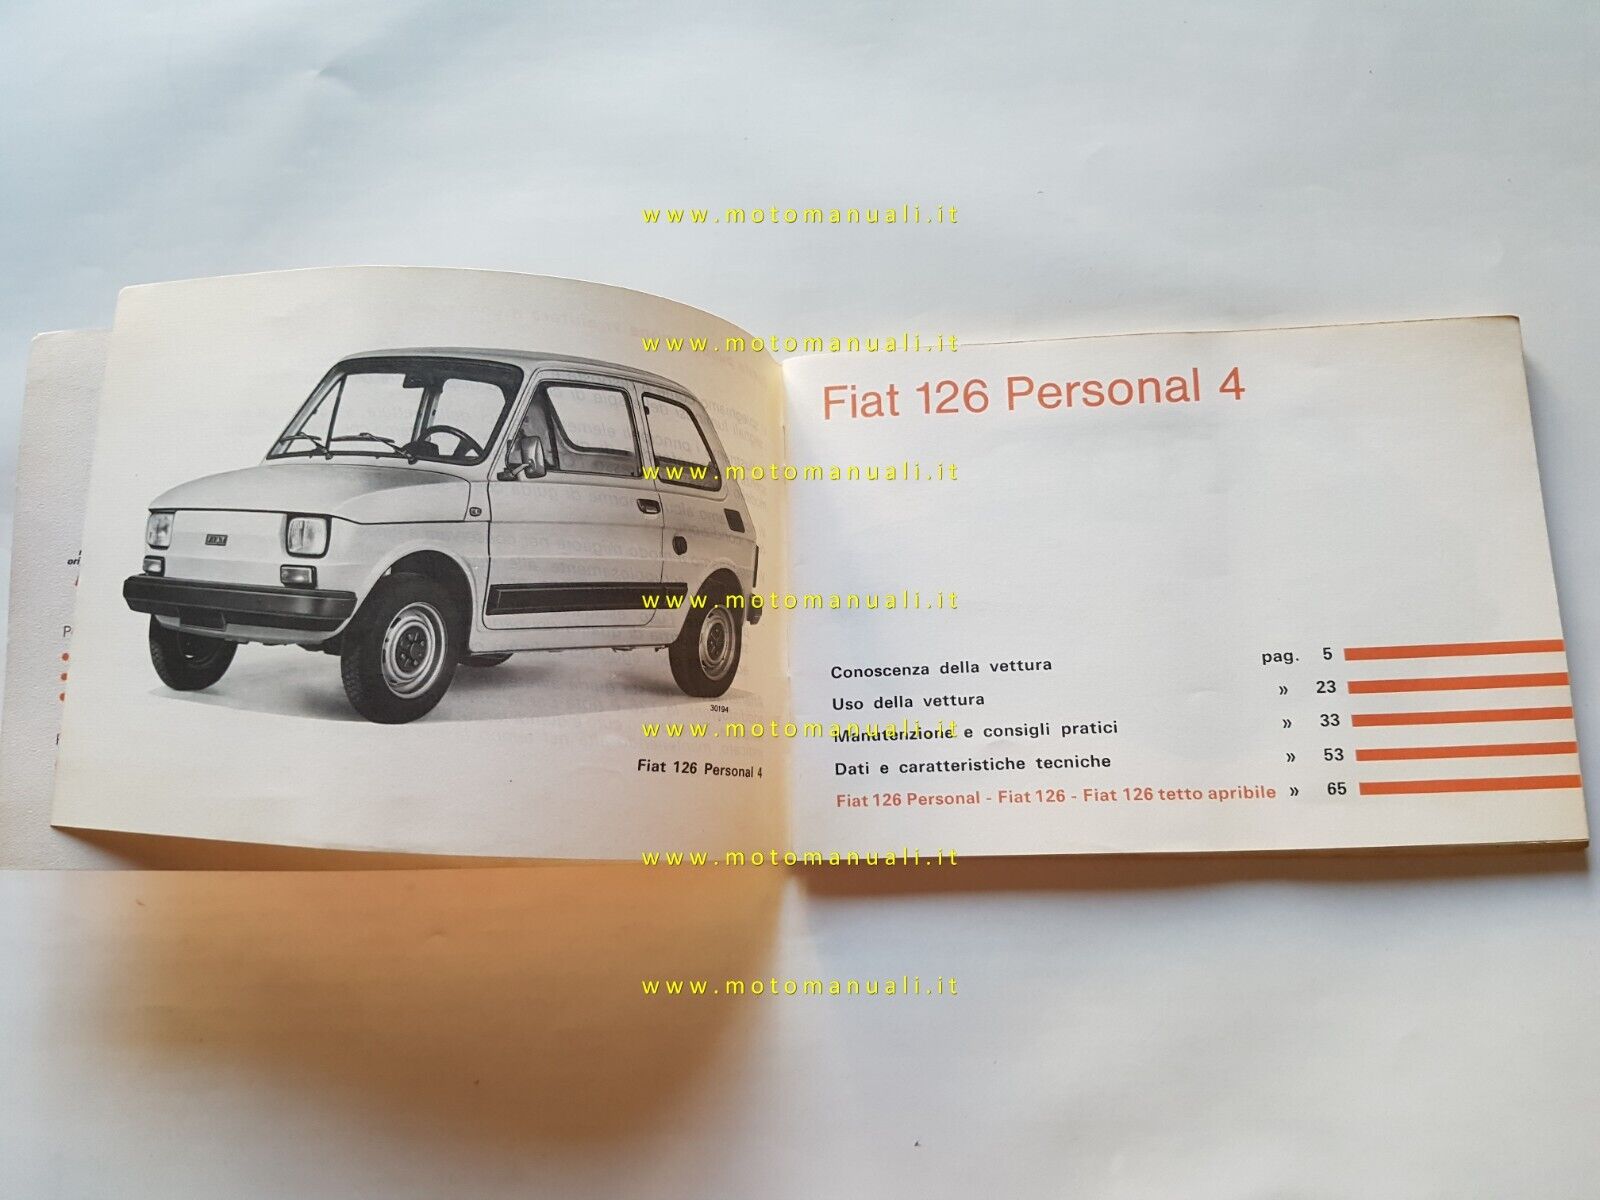 www.motomanuali.it
www.motomanuali.it
www.motomanuali.it
www.motomanuali.it
www.motomanuali.it
www.motomanuali.it
www.motomanuali.it
FIAT
30194
Fiat 126 Personal 4
Fiat 126 Personal 4
Conoscenza della vettura pag. 5
Uso della vettura » 23
Manutenzione e consigli pratici » 33
Dati e caratteristiche tecniche » 53
Fiat 126 Personal - Fiat 126 - Fiat 126 tetto apribile » 65